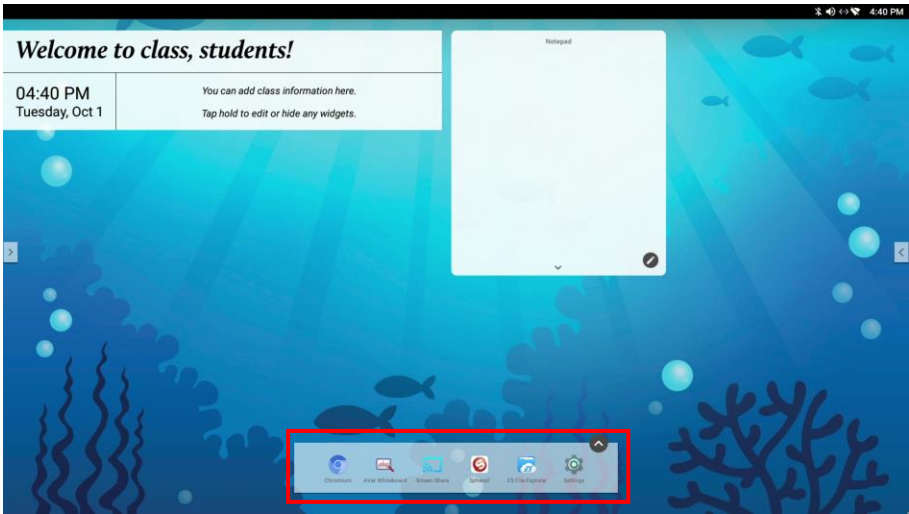 4:40 PM
Welcome to class, students!
04:40 PM
Tuesday, Oct 1
You can add class information here.
Tap hold to edit or hide any widgets.
Notepad
Chromium
Screen Share
ES File Explorer
Settings